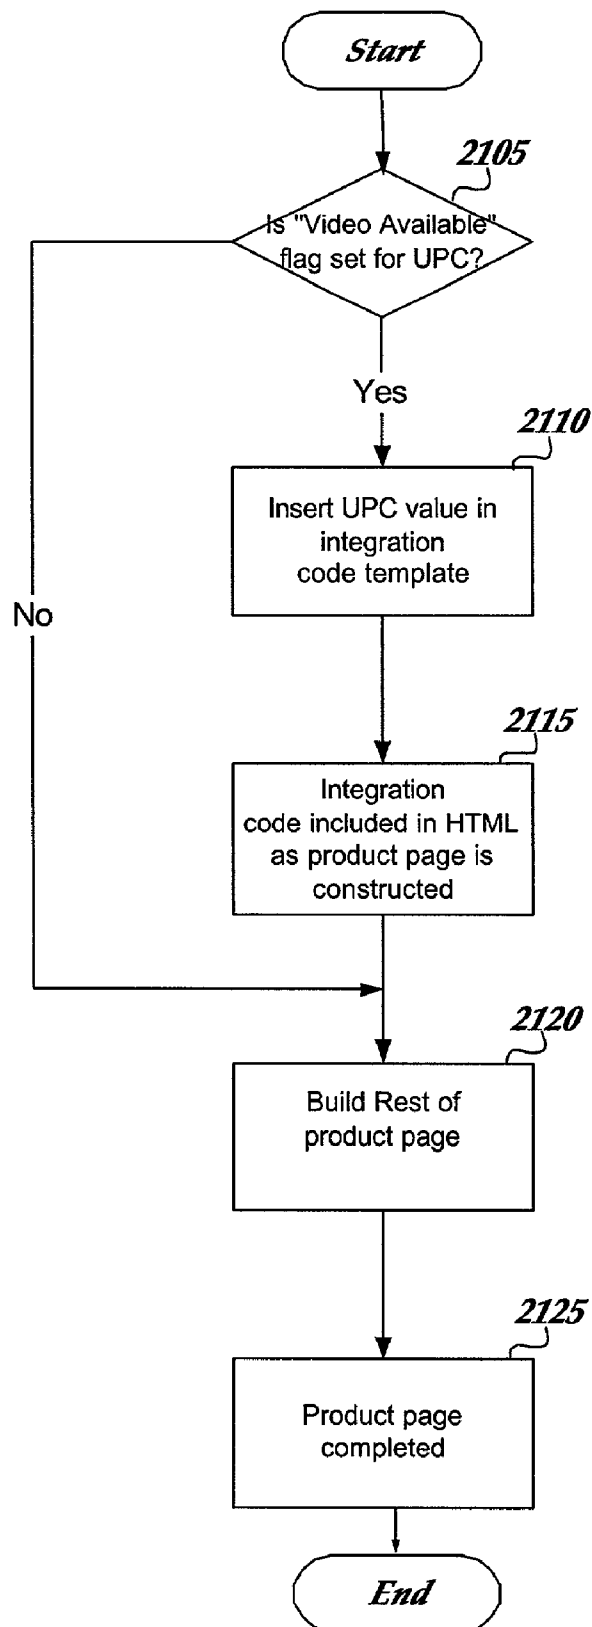 Start
2105
Is "Video Available"
flag set for UPC?
Yes
2110
Insert UPC value in
integration
code template
No
2115
Integration
code included in HTML
as product page is
constructed
2120
Build Rest of
product page
2125
Product page
completed
End